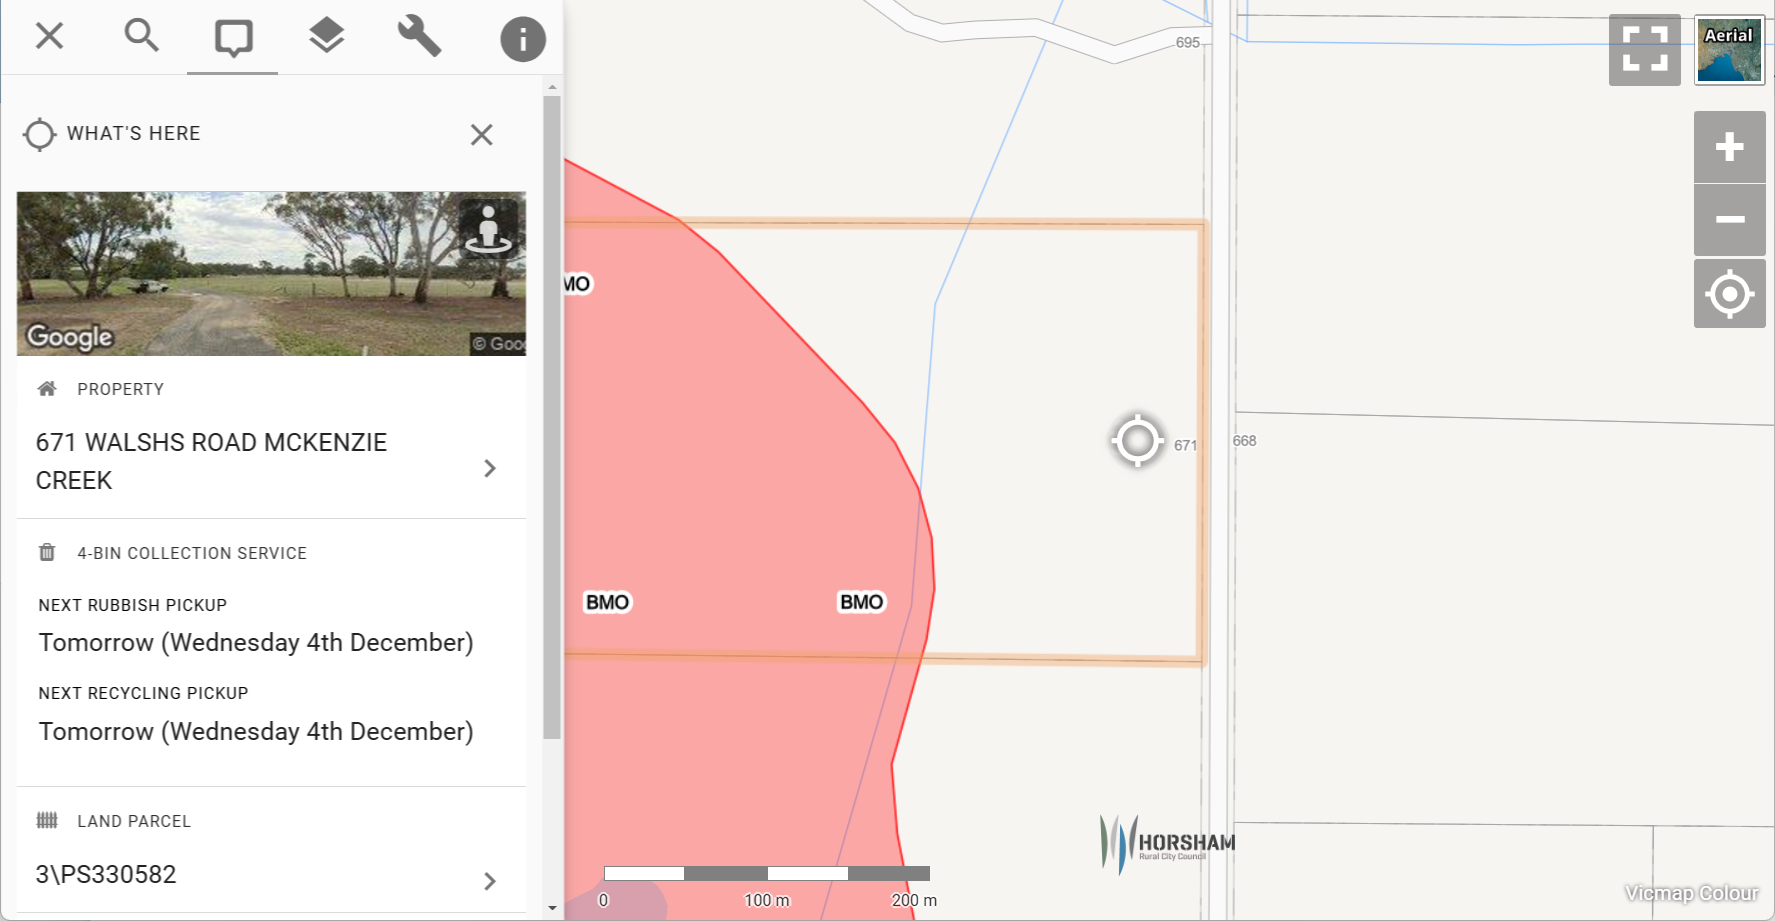 WHAT'S HERE
Google
© Goo
PROPERTY
671 WALSHS ROAD MCKENZIE
CREEK
4-BIN COLLECTION SERVICE
NEXT RUBBISH PICKUP
Tomorrow (Wednesday 4th December)
NEXT RECYCLING PICKUP
Tomorrow (Wednesday 4th December)
LAND PARCEL
3\PS330582
695
Aerial
MO
671
668
BMO
BMO
HORSHAM
Rural City Council
0
100 m
200 m
Vicmap Colour